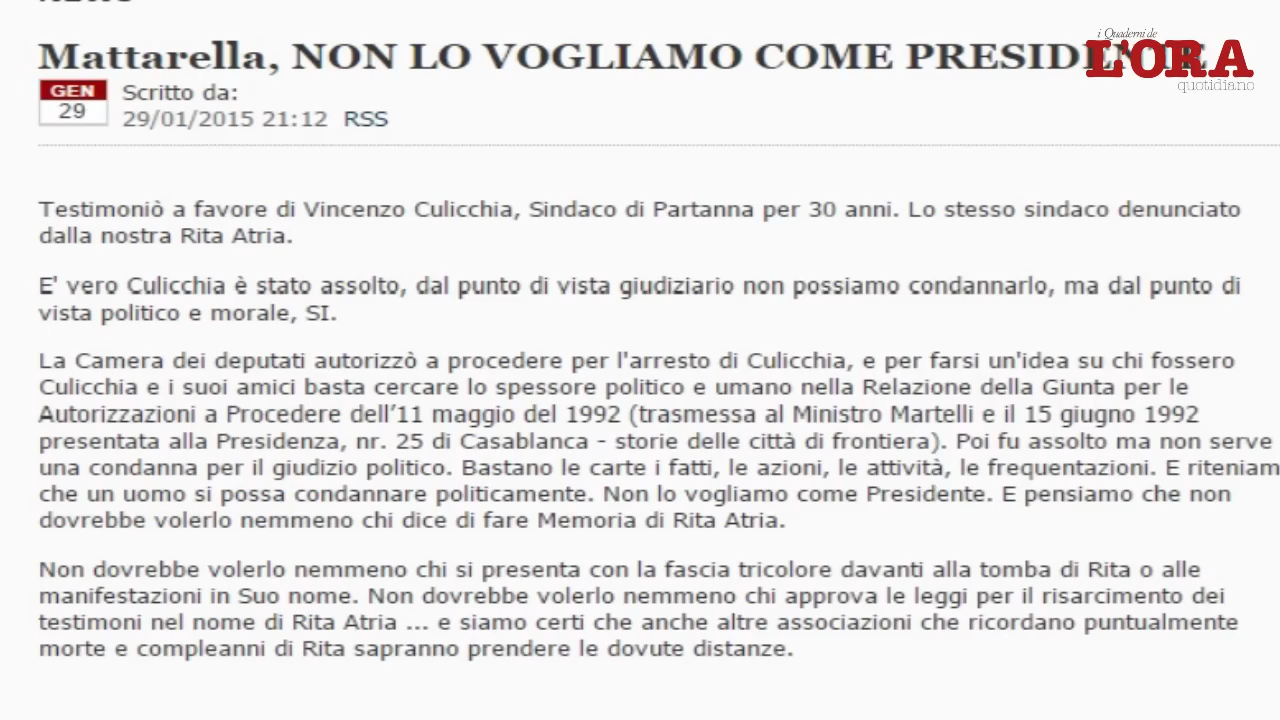 Mattarella, NON LO VOGLIAMO COME PRESIDENTE
i Quaderni de
L'ORA
quotidiano
GEN
29
Scritto da:
29/01/2015 21:12 RSS
Testimoniò a favore di Vincenzo Culicchia, Sindaco di Partanna per 30 anni. Lo stesso sindaco denunciato
dalla nostra Rita Atria.
E' vero Culicchia è stato assolto, dal punto di vista giudiziario non possiamo condannarlo, ma dal punto di
vista politico e morale, SI.
La Camera dei deputati autorizzò a procedere per l'arresto di Culicchia, e per farsi un'idea su chi fossero
Culicchia e i suoi amici basta cercare lo spessore politico e umano nella Relazione della Giunta per le
Autorizzazioni a Procedere dell’11 maggio del 1992 (trasmessa al Ministro Martelli e il 15 giugno 1992
presentata alla Presidenza, nr. 25 di Casablanca - storie delle città di frontiera). Poi fu assolto ma non serve
una condanna per il giudizio politico. Bastano le carte i fatti, le azioni, le attività, le frequentazioni. E riteniam
che un uomo si possa condannare politicamente. Non lo vogliamo come Presidente. E pensiamo che non
dovrebbe volerlo nemmeno chi dice di fare Memoria di Rita Atria.
Non dovrebbe volerlo nemmeno chi si presenta con la fascia tricolore davanti alla tomba di Rita o alle
manifestazioni in Suo nome. Non dovrebbe volerlo nemmeno chi approva le leggi per il risarcimento dei
testimoni nel nome di Rita Atria ... e siamo certi che anche altre associazioni che ricordano puntualmente
morte e compleanni di Rita sapranno prendere le dovute distanze.